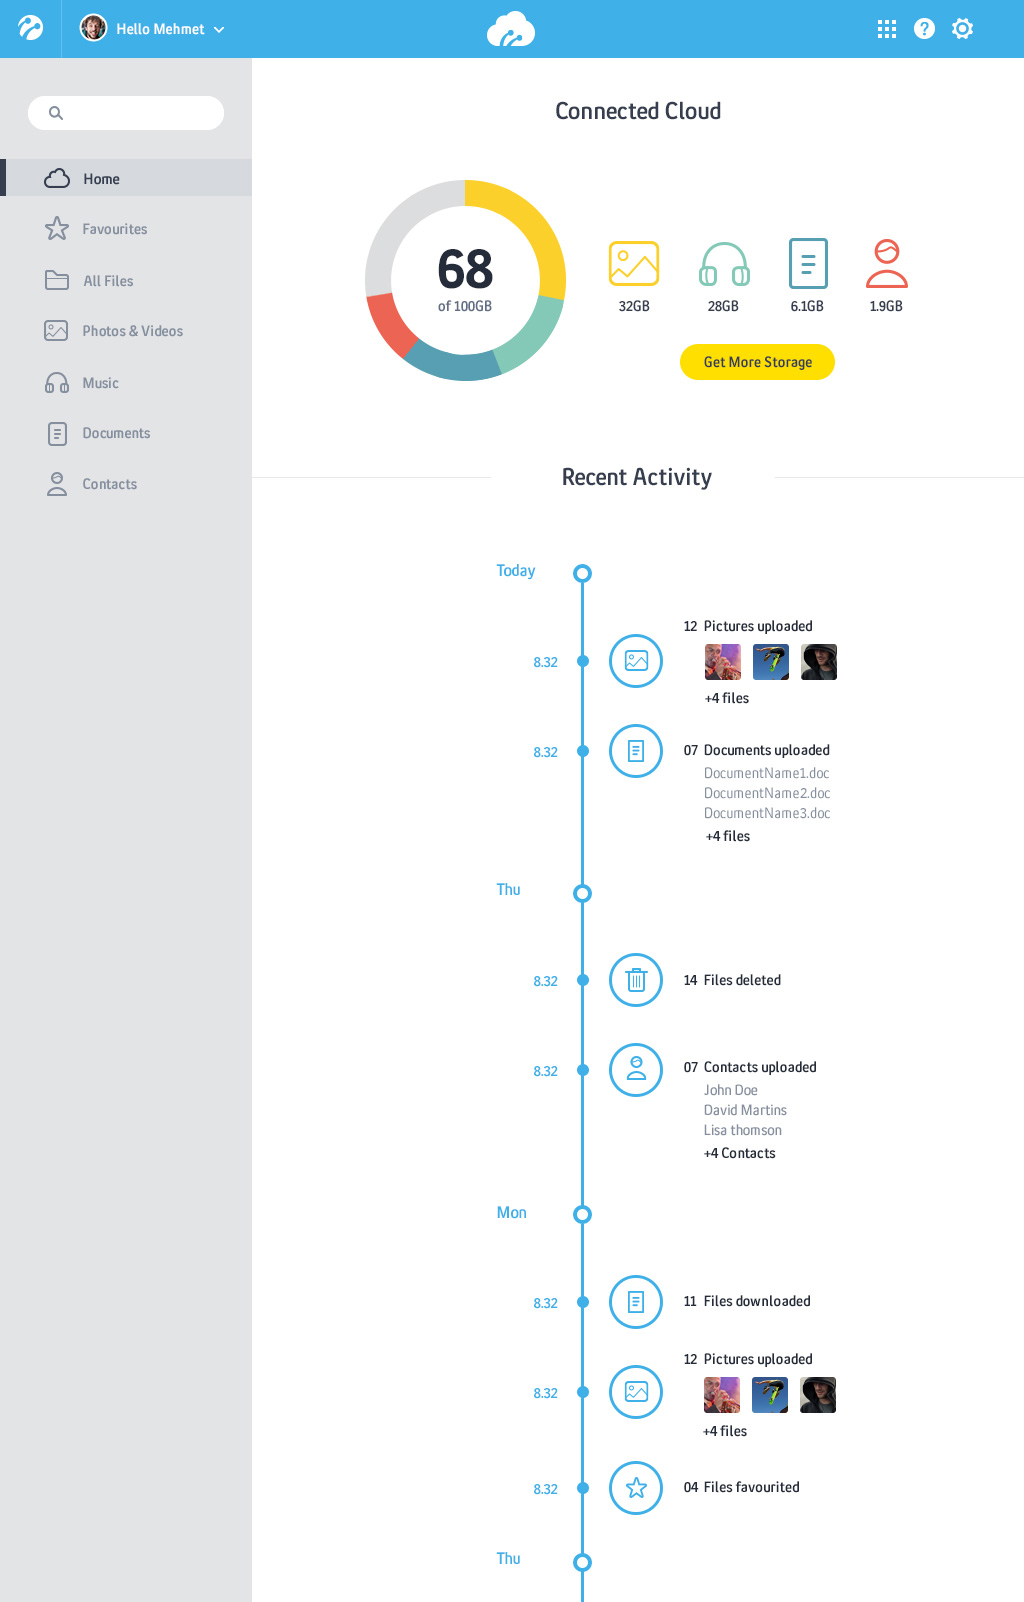 Hello Mehmet
Connected Cloud
Home
Favourites
All Files
Photos & Videos
Music
Documents
Contacts
68
of 100GB
32GB
28GB
6.1GB
1.9GB
Get More Storage
Recent Activity
Today
8.32
12 Pictures uploaded
+4 files
8.32
07 Documents uploaded
DocumentName1.doc
DocumentName2.doc
DocumentName3.doc
+4 files
Thu
8.32
14 Files deleted
8.32
07 Contacts uploaded
John Doe
David Martins
Lisa thomson
+4 Contacts
Mon
8.32
11 Files downloaded
8.32
12 Pictures uploaded
+4 files
8.32
04 Files favourited
Thu